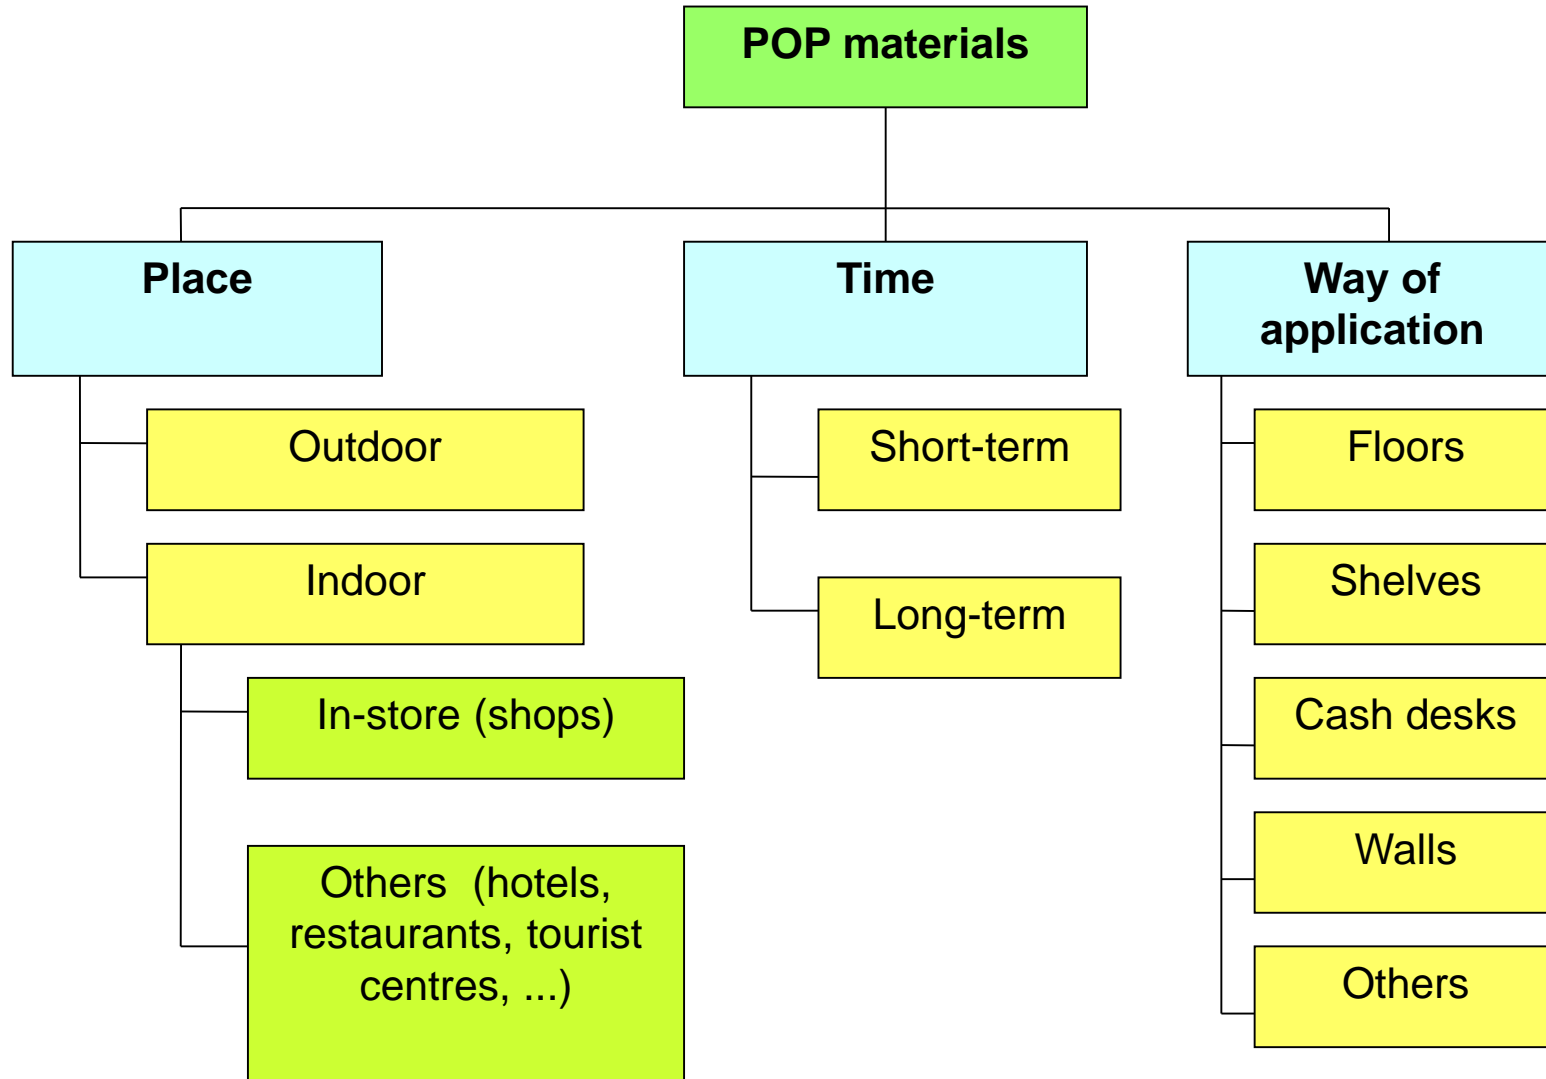 POP materials
Place
Time
Way of
application
Outdoor
Indoor
In-store (shops)
Others  (hotels,
restaurants, tourist
centres, ...)
Short-term
Long-term
Floors
Shelves
Cash desks
Walls
Others